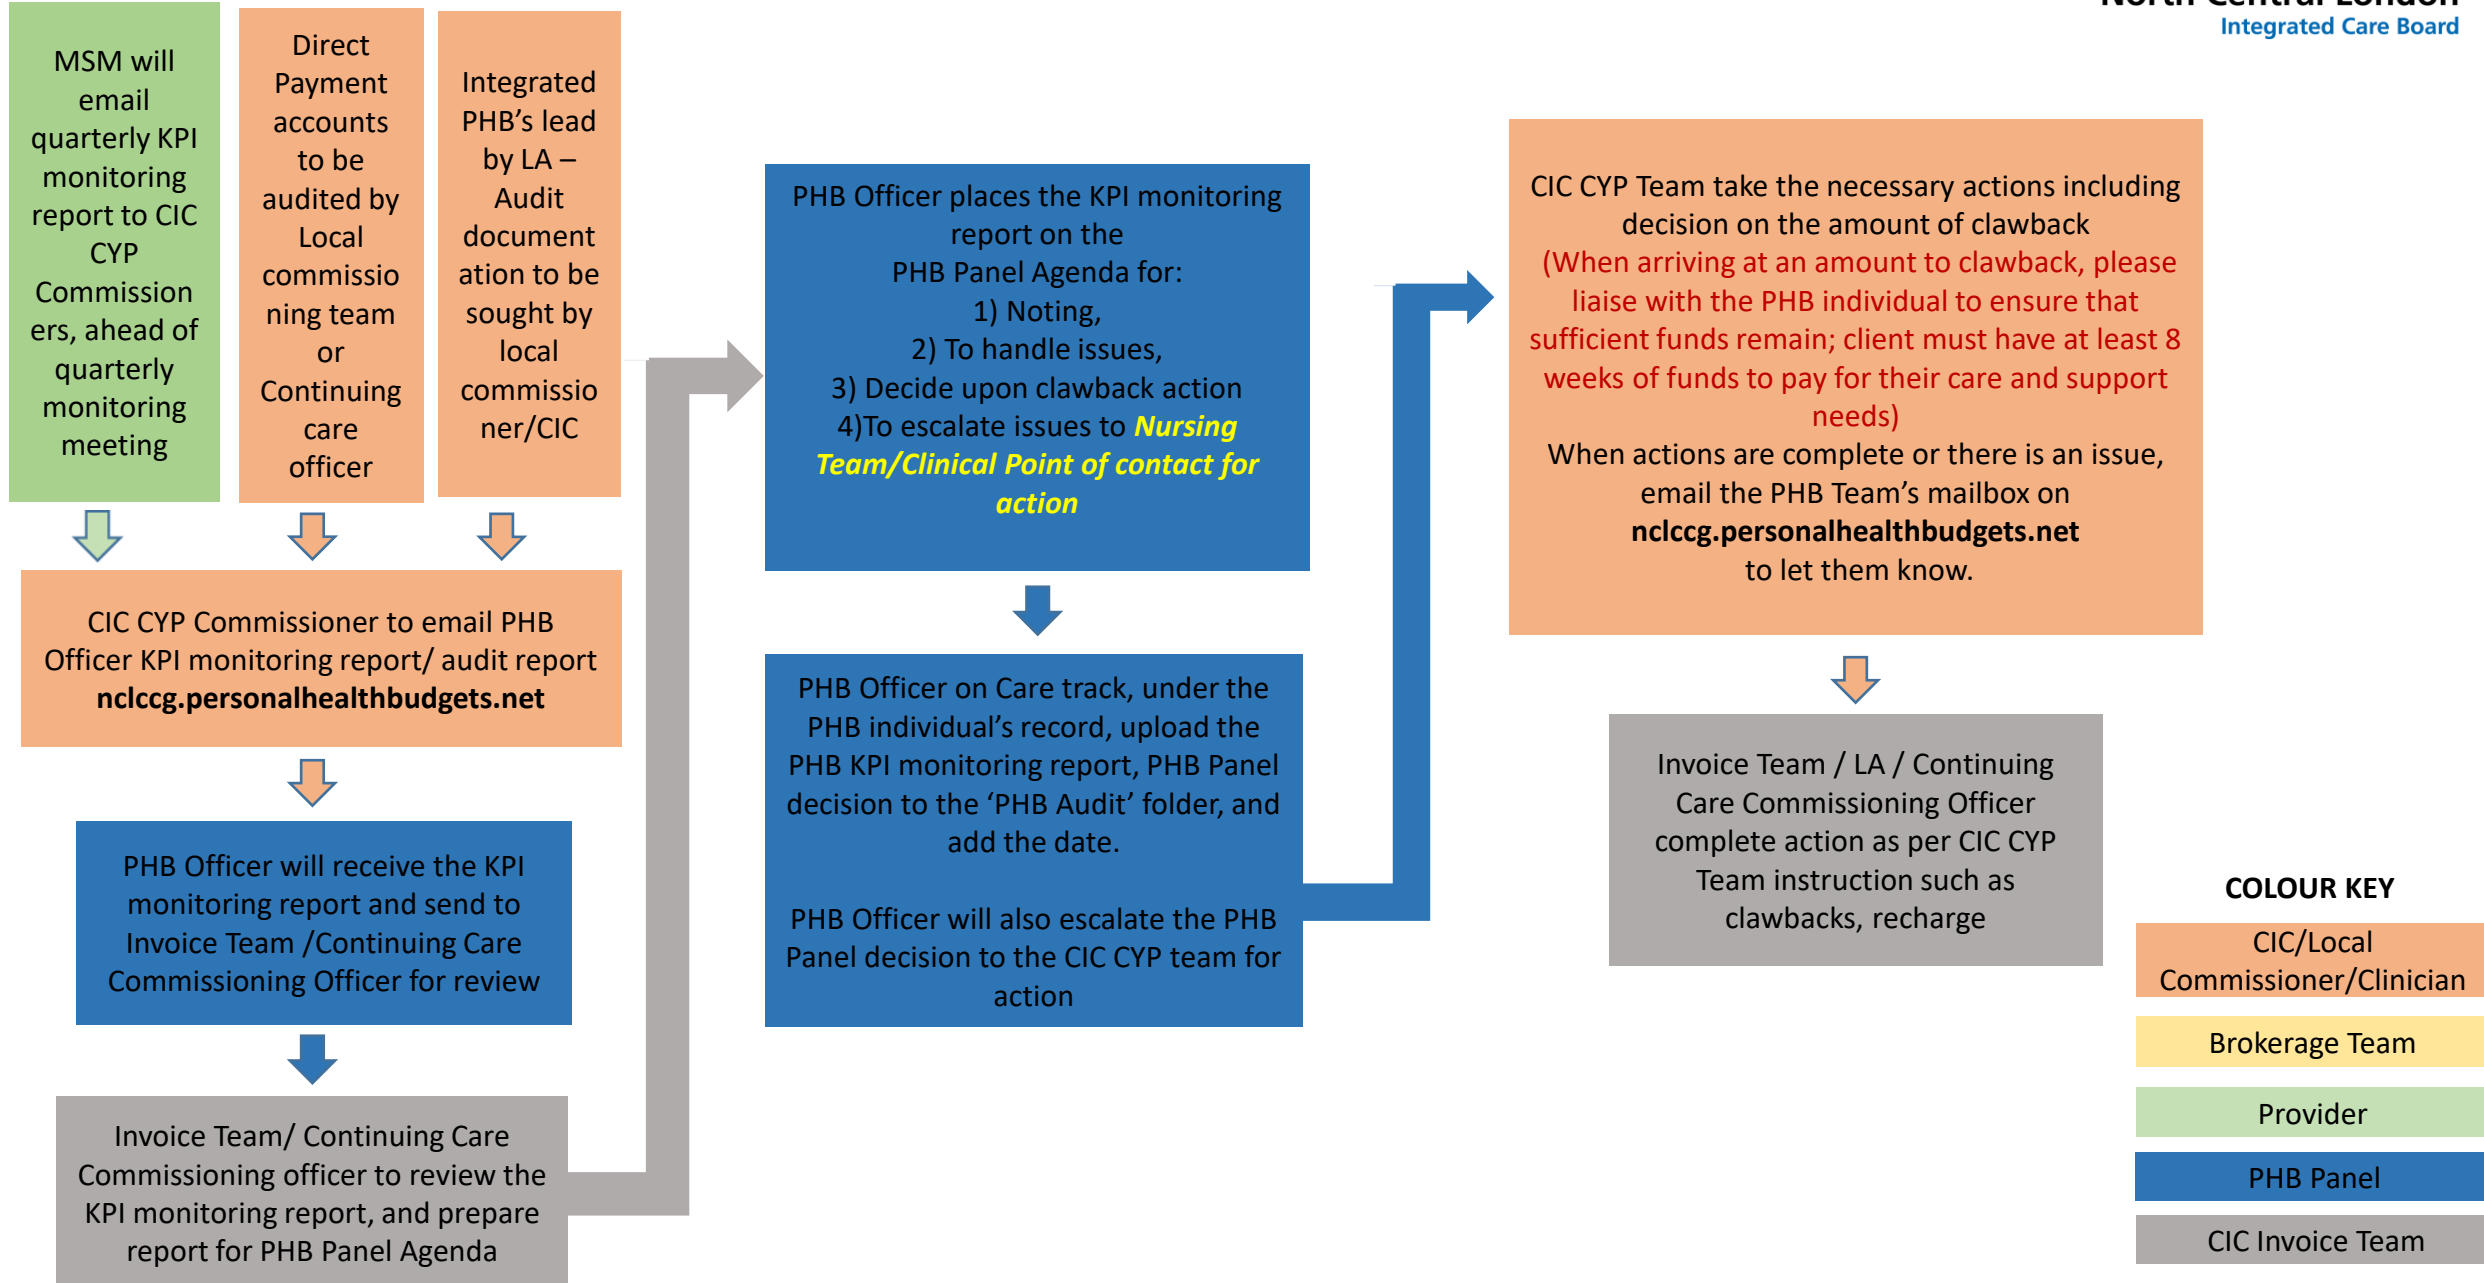 North Central London
Integrated Care Board
MSM will
email
quarterly KPI
monitoring
report to CIC
CYP
Commission
ers, ahead of
quarterly
monitoring
meeting
Direct
Payment
accounts
to be
audited by
Local
commissio
ning team
or
Continuing
care
officer
Integrated
PHB’s lead
by LA –
Audit
document
ation to be
sought by
local
commissio
ner/CIC
CIC CYP Commissioner to email PHB
Officer KPI monitoring report/ audit report
nclccg.personalhealthbudgets.net
PHB Officer will receive the KPI
monitoring report and send to
Invoice Team /Continuing Care
Commissioning Officer for review
Invoice Team/ Continuing Care
Commissioning officer to review the
KPI monitoring report, and prepare
report for PHB Panel Agenda
PHB Officer places the KPI monitoring
report on the
PHB Panel Agenda for:
1) Noting,
2) To handle issues,
3) Decide upon clawback action
4)To escalate issues to Nursing
Team/Clinical Point of contact for
action
PHB Officer on Care track, under the
PHB individual’s record, upload the
PHB KPI monitoring report, PHB Panel
decision to the ‘PHB Audit’ folder, and
add the date.
PHB Officer will also escalate the PHB
Panel decision to the CIC CYP team for
action
CIC CYP Team take the necessary actions including
decision on the amount of clawback
(When arriving at an amount to clawback, please
liaise with the PHB individual to ensure that
sufficient funds remain; client must have at least 8
weeks of funds to pay for their care and support
needs)
When actions are complete or there is an issue,
email the PHB Team’s mailbox on
nclccg.personalhealthbudgets.net
to let them know.
Invoice Team / LA / Continuing
Care Commissioning Officer
complete action as per CIC CYP
Team instruction such as
clawbacks, recharge
COLOUR KEY
CIC/Local
Commissioner/Clinician
Brokerage Team
Provider
PHB Panel
CIC Invoice Team